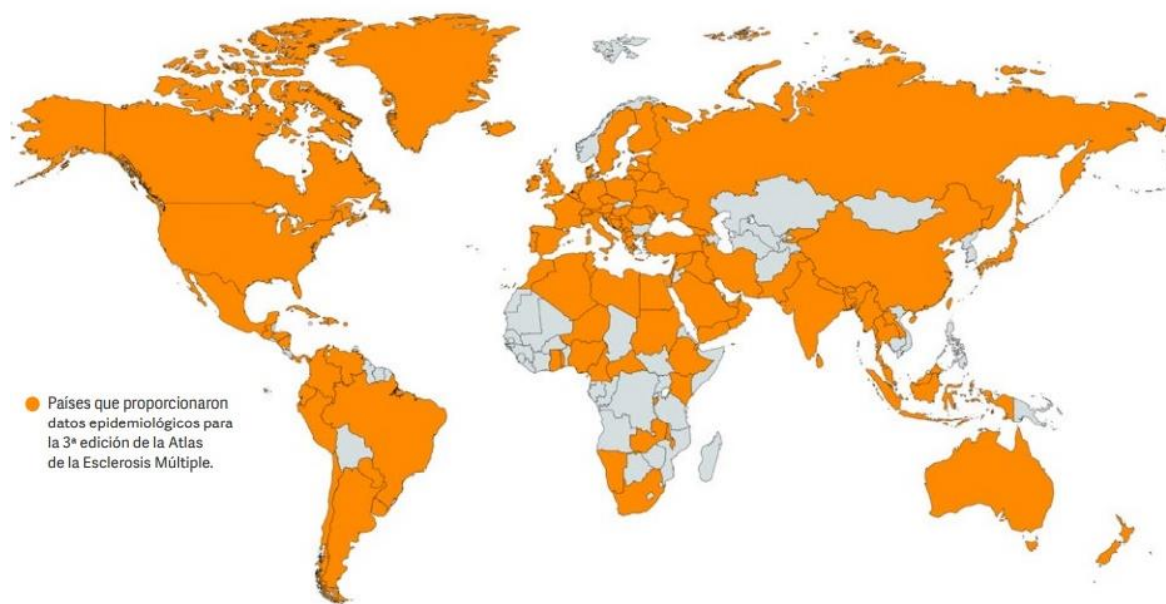 Países que proporcionaron
datos epidemiológicos para
la 3ª edición de la Atlas
de la Esclerosis Múltiple.